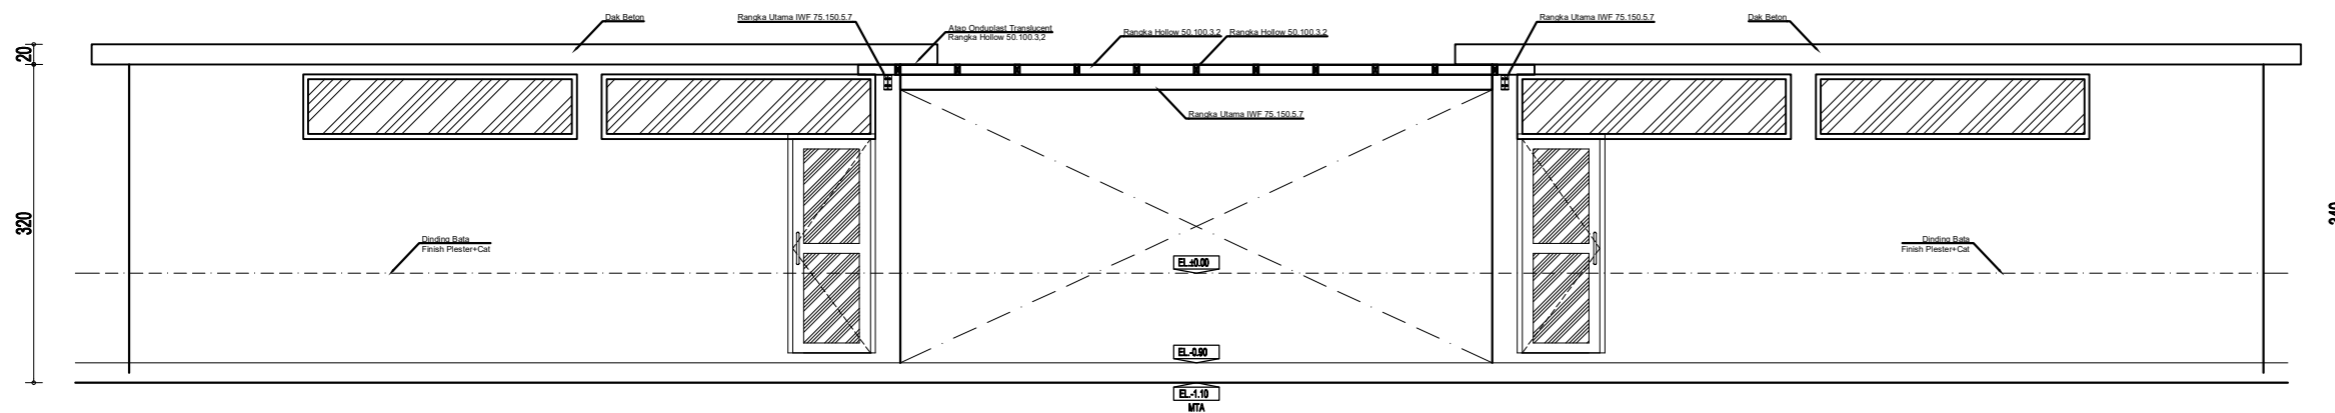 Dak Beton
Rangka Utama IWF 75.150.5.7
Atap Onduplast Translucent
Rangka Hollow 50.100.3,2
Rangka Hollow 50.100.3,2
Rangka Hollow 50.100.3,2
Rangka Utama IWF 75.150.5.7
Dak Beton
20
Rangka Utama IWF 75.150.5.7
320
Dinding Bata
Finish Plester+Cat
Dinding Bata
Finish Plester+Cat
EL.±0.00
EL.-0.90
EL.-1.10
MTA